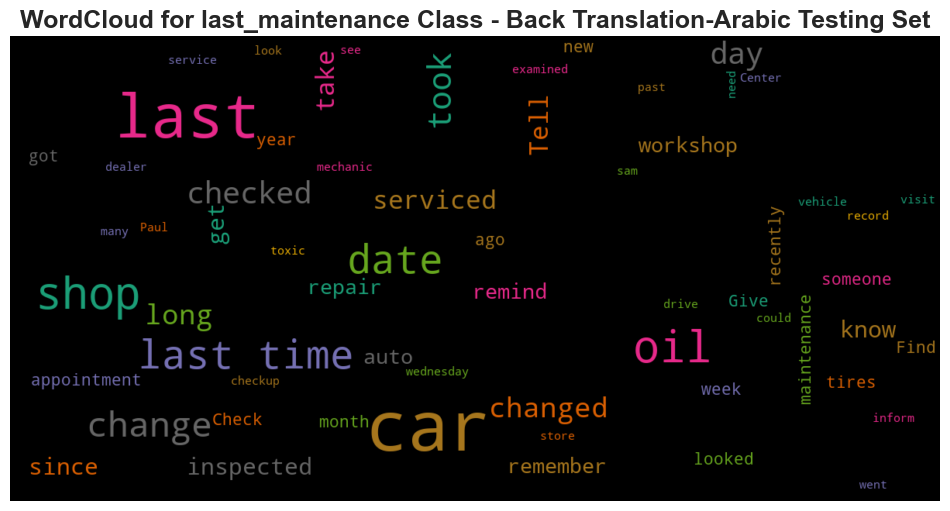 WordCloud for last_maintenance Class - Back Translation-Arabic Testing Set
look
see
new
service
take
took
day
examined
need
Center
past
last
Tell
year
workshop
got
dealer
mechanic
sam
checked
serviced
vehicle
visit
get
record
many
Paul
recently
ago
toxic
date
someone
shop
repair
remind
Give
drive
long
could
maintenance
know
last time
auto
oil
Find
wednesday
appointment
checkup
week
tires
car
changed
change
Check
month
inform
store
since
inspected
remember
looked
went